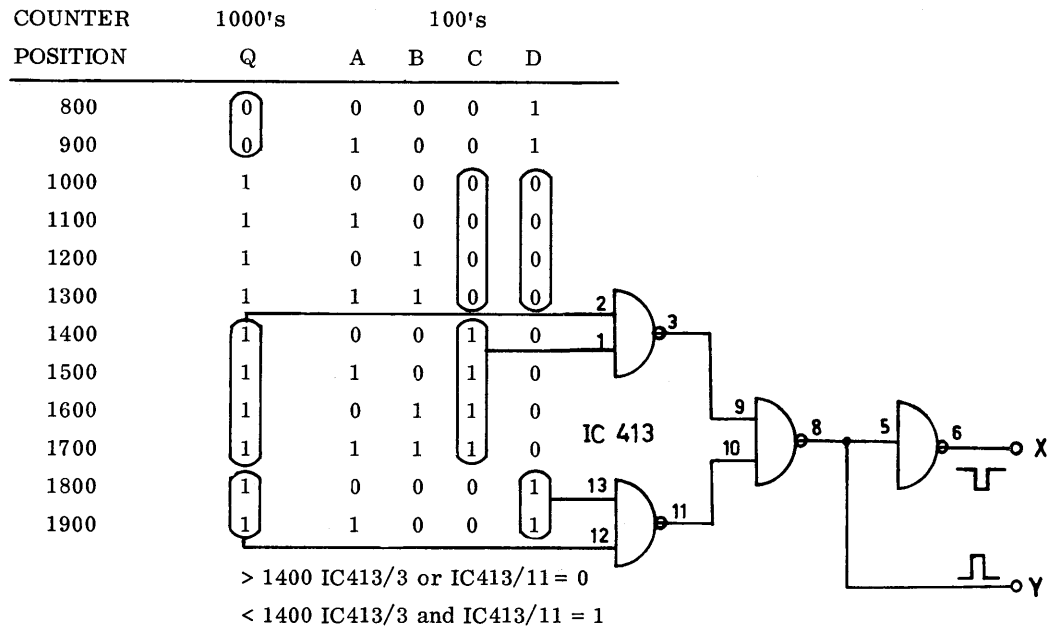 COUNTER 1000's 100's
POSITION Q A B C D
800 0 0 0 0 1
900 0 1 0 0 1
1000 1 0 0 0 0
1100 1 1 0 0 0
1200 1 0 1 0 0
1300 1 1 1 0 0
2
3
1400 1 0 0 1 0
1
1500 1 1 0 1 0
1600 1 0 1 1 0
9
5
8
6
IC 413
1700 1 1 1 1 0
10
X
1800 1 0 0 0 1
13
11
1900 1 1 0 0 1
12
> 1400 IC413/3 or IC413/11 = 0
Y
< 1400 IC413/3 and IC413/11 = 1